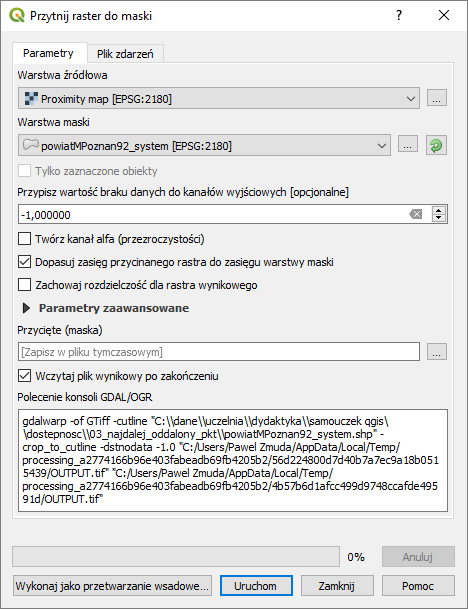 Przytnij raster do maski
Parametry
Plik zdarzeń
Warstwa źródłowa
Proximity map [EPSG:2180]
...
Warstwa maski
powiatMPoznan92_system [EPSG:2180]
...
Tylko zaznaczone obiekty
Przypisz wartość braku danych do kanałów wyjściowych [opcjonalne]
-1,000000
Twórz kanał alfa (przezroczystości)
Dopasuj zasięg przycinanego rastra do zasięgu warstwy maski
Zachowaj rozdzielczość dla rastra wynikowego
Parametry zaawansowane
Przycięte (maska)
[Zapisz w pliku tymczasowym]
...
Wczytaj plik wynikowy po zakończeniu
Polecenie konsoli GDAL/OGR
gdalwarp -of GTiff -cutline "C:\\dane\\uczelnia\\dydaktyka\\samouczek qgis\
\dostepnosc\\03_najdalej_oddalony_pkt\\powiatMPoznan92_system.shp" -
crop_to_cutline -dstnodata -1.0 "C:/Users/Pawel Zmuda/AppData/Local/Temp/
processing_a2774166b96e403fabeadb69fb4205b2/56d224800d7d40b7a7ec9a18b051
5439/OUTPUT.tif" "C:/Users/Pawel Zmuda/AppData/Local/Temp/
processing_a2774166b96e403fabeadb69fb4205b2/4b57b6d1afcc499d9748ccafde495
91d/OUTPUT.tif"
0%
Anuluj
Wykonaj jako przetwarzanie wsadowe...
Uruchom
Zamknij
Pomoc